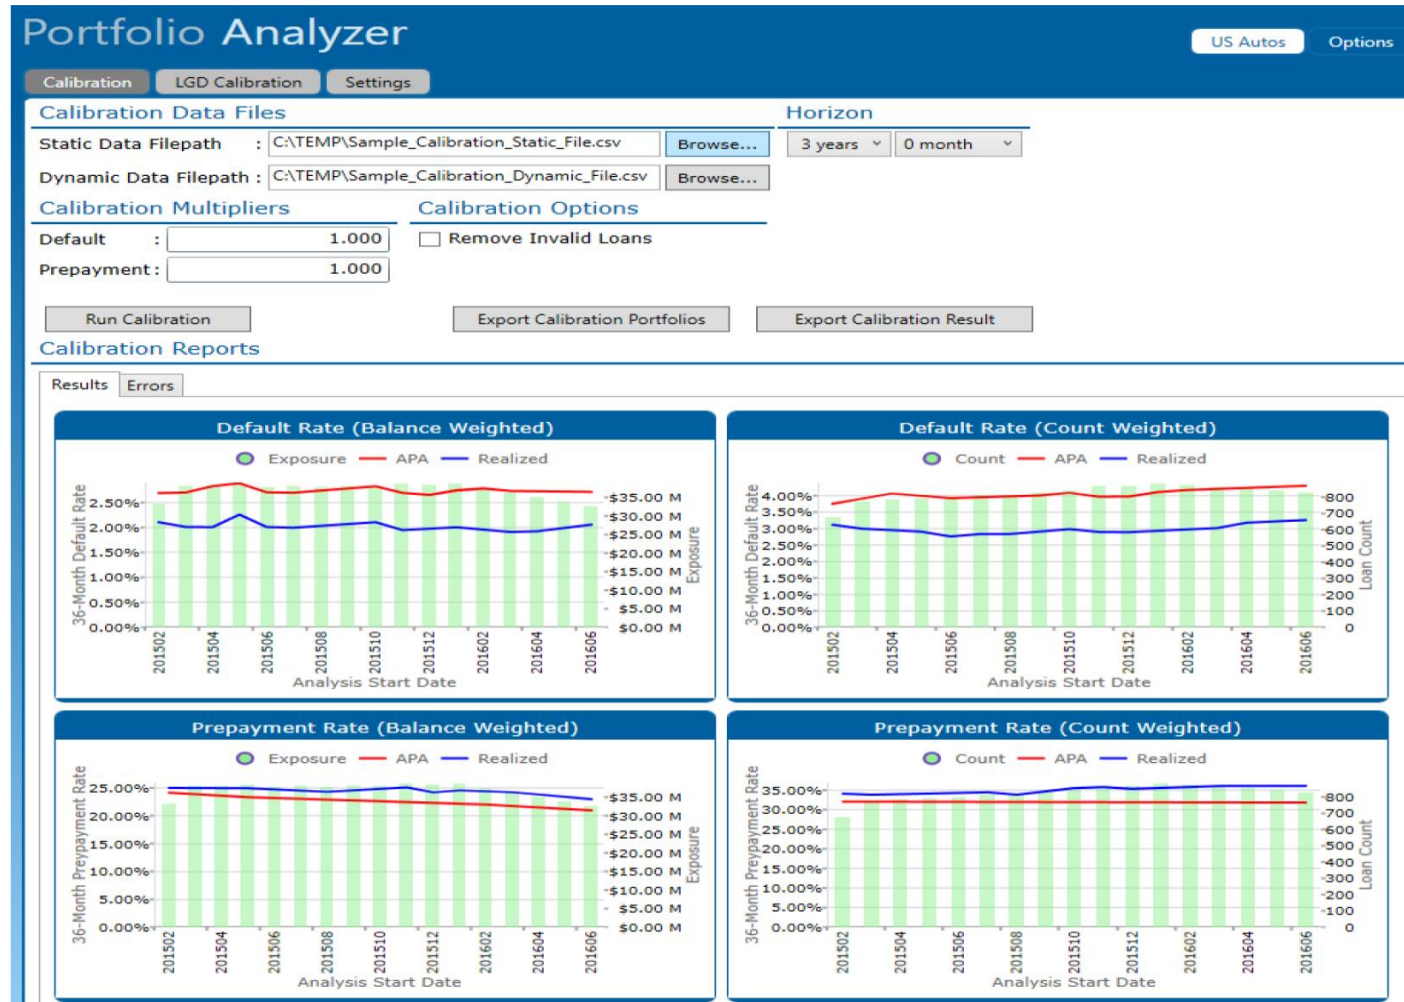 Portfolio Analyzer
US Autos Options
Calibration LGD Calibration Settings
Calibration Data Files Horizon
Static Data Filepath : C:\TEMP\Sample_Calibration_Static_File.csv Browse... 3 years 0 month
Dynamic Data Filepath : C:\TEMP\Sample_Calibration_Dynamic_File.csv Browse...
Calibration Multipliers Calibration Options
Default : 1.000 Remove Invalid Loans
Prepayment : 1.000
Run Calibration Export Calibration Portfolios Export Calibration Result
Calibration Reports
Results Errors
Default Rate (Balance Weighted)
Exposure APA Realized
36-Month Default Rate
2.50%
2.00%
1.50%
1.00%
0.50%
0.00%
$35.00 M
$30.00 M
$25.00 M
$20.00 M
$15.00 M
$10.00 M
$5.00 M
$0.00 M
Exposure
201502 201504 201506 201508 201510 201512 201602 201604 201606
Analysis Start Date
Default Rate (Count Weighted)
Count APA Realized
36-Month Default Rate
4.00%
3.50%
3.00%
2.50%
2.00%
1.50%
1.00%
0.50%
0.00%
800
700
600
500
400
300
200
100
0
Loan Count
201502 201504 201506 201508 201510 201512 201602 201604 201606
Analysis Start Date
Prepayment Rate (Balance Weighted)
Exposure APA Realized
36-Month Preypayment Rate
25.00%
20.00%
15.00%
10.00%
5.00%
0.00%
$35.00 M
$30.00 M
$25.00 M
$20.00 M
$15.00 M
$10.00 M
$5.00 M
$0.00 M
Exposure
201502 201504 201506 201508 201510 201512 201602 201604 201606
Analysis Start Date
Prepayment Rate (Count Weighted)
Count APA Realized
36-Month Preypayment Rate
35.00%
30.00%
25.00%
20.00%
15.00%
10.00%
5.00%
0.00%
800
700
600
500
400
300
200
100
0
Loan Count
201502 201504 201506 201508 201510 201512 201602 201604 201606
Analysis Start Date